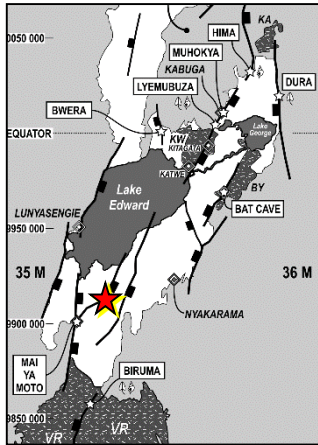 0050 000
HIMA
KA
MUHOKYA
KABUGA
LYEMUBUZA
DURA
BWERA
KW
KITAGATA
Lake
George
EQUATOR
KATWE
BY
Lake
Edward
BAT CAVE
LUNYASENGIE
9950 000
35 M
36 M
NYAKARAMA
9900 000
MAI
YA
MOTO
BIRUMA
9850 000
VR
VR